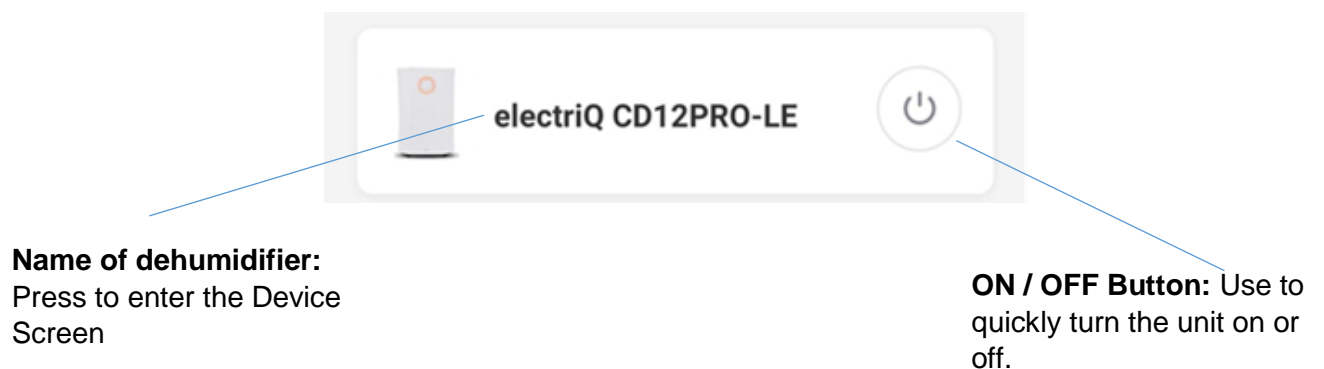 electriQ CD12PRO-LE
Name of dehumidifier:
Press to enter the Device
Screen
ON / OFF Button: Use to
quickly turn the unit on or
off.